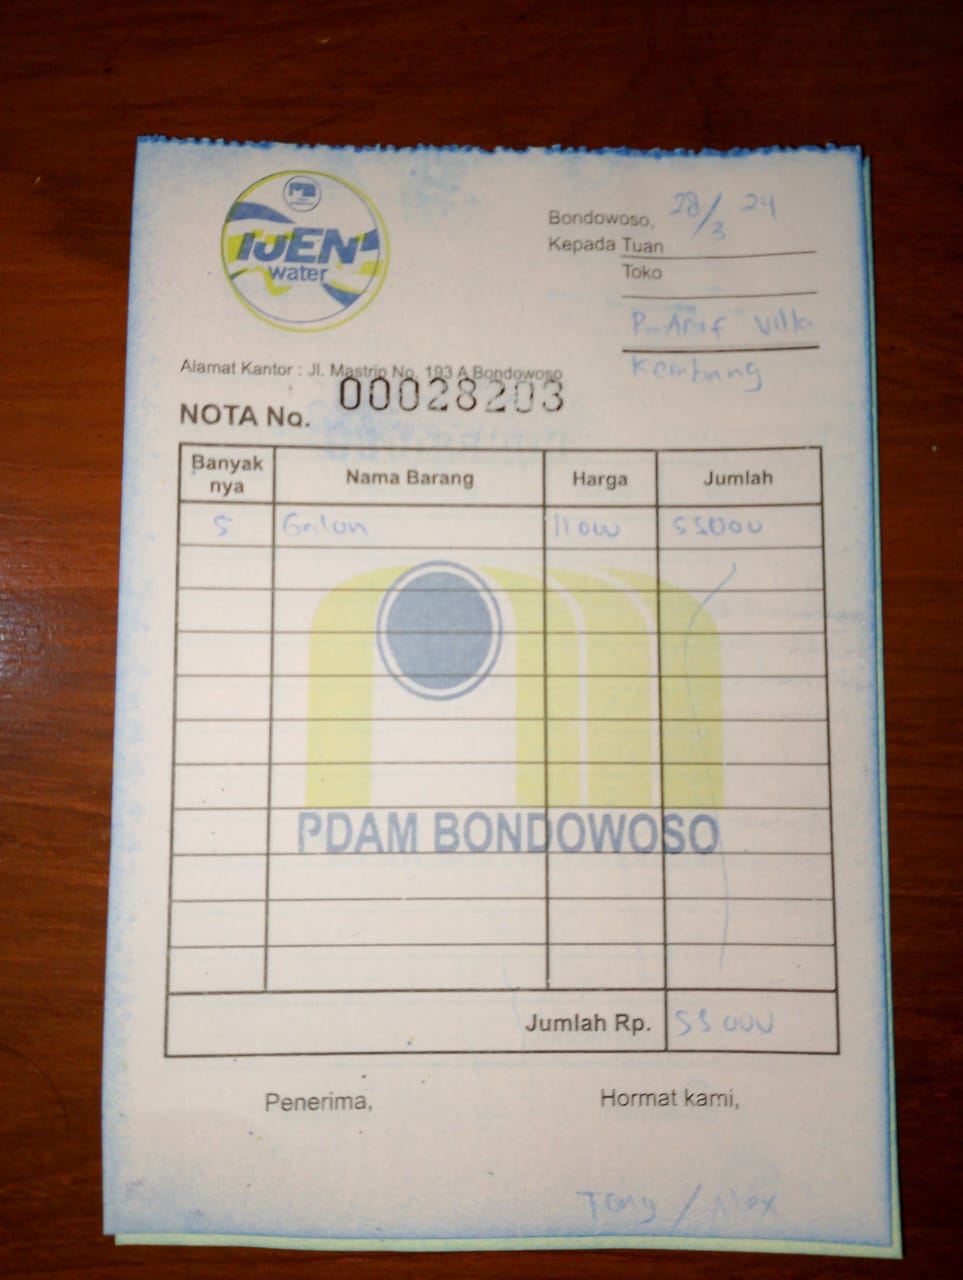 IJEN
water
Bondowoso, 28/3 24
Kepada Tuan
Toko
P. Arif Villa
Kembang
Alamat Kantor : Jl. Mastrip No. 193 A Bondowoso
NOTA No. 00028203
Banyak nya Nama Barang Harga Jumlah
5 Galon 11000 55000
PDAM BONDOWOSO
Jumlah Rp. 55000
Penerima, Hormat kami,
Tony / Alex